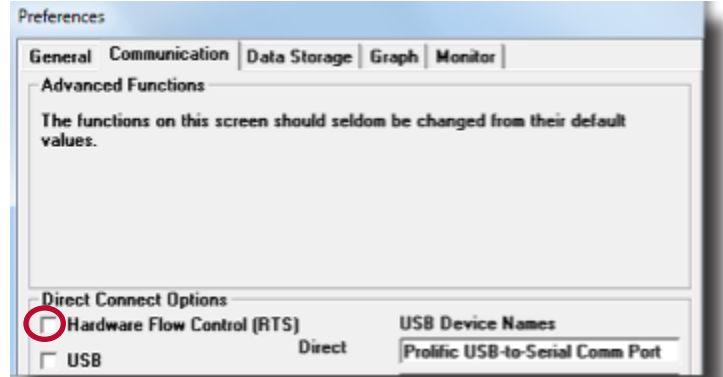 Preferences
General Communication Data Storage Graph Monitor
Advanced Functions
The functions on this screen should seldom be changed from their default
values.
Direct Connect Options
Hardware Flow Control (RTS) USB Device Names
USB Direct Prolific USB-to-Serial Comm Port